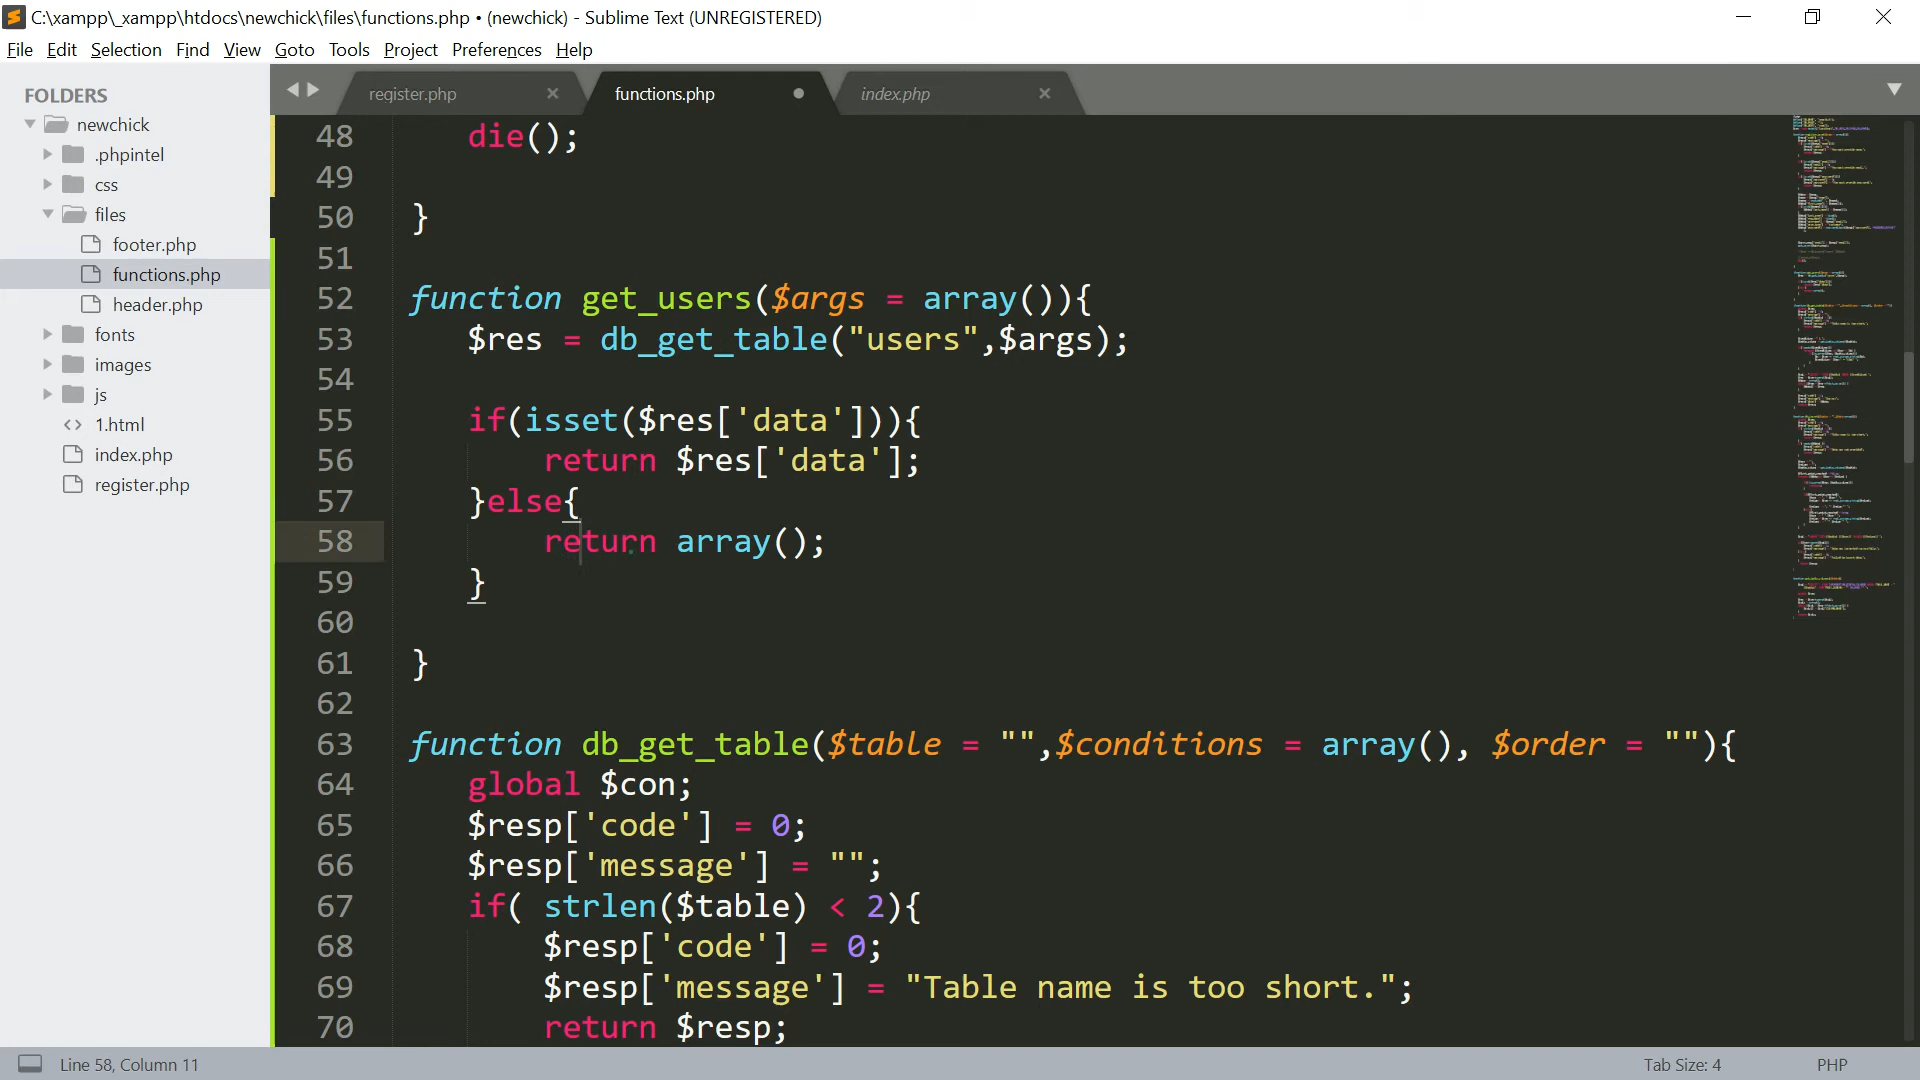 C:\xampp\_xampp\htdocs\newchick\files\functions.php • (newchick) - Sublime Text (UNREGISTERED)
File Edit Selection Find View Goto Tools Project Preferences Help
FOLDERS
newchick
.phpintel
css
files
footer.php
functions.php
header.php
fonts
images
js
<> 1.html
index.php
register.php
register.php × functions.php index.php ×
48 die();
49
50 }
51
52 function get_users($args = array()){
53 $res = db_get_table("users",$args);
54
55 if(isset($res['data'])){
56 return $res['data'];
57 }else{
58 return array();
59 }
60
61 }
62
63 function db_get_table($table = "",$conditions = array(), $order = ""){
64 global $con;
65 $resp['code'] = 0;
66 $resp['message'] = "";
67 if( strlen($table) < 2){
68 $resp['code'] = 0;
69 $resp['message'] = "Table name is too short.";
70 return $resp;
Line 58, Column 11
Tab Size: 4
PHP